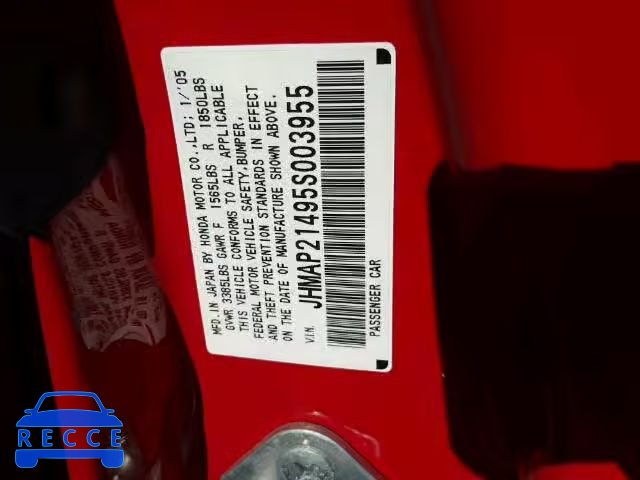 MFD.IN JAPAN BY HONDA MOTOR CO.,LTD; 1/'05
GVWR 3385LBS GAWR F 1565LBS R 1850LBS
THIS VEHICLE CONFORMS TO ALL APPLICABLE
FEDERAL MOTOR VEHICLE SAFETY,BUMPER,
AND THEFT PREVENTION STANDARDS IN EFFECT
ON THE DATE OF MANUFACTURE SHOWN ABOVE.
V.I.N. JHMAP21495S003955
PASSENGER CAR
RECCE